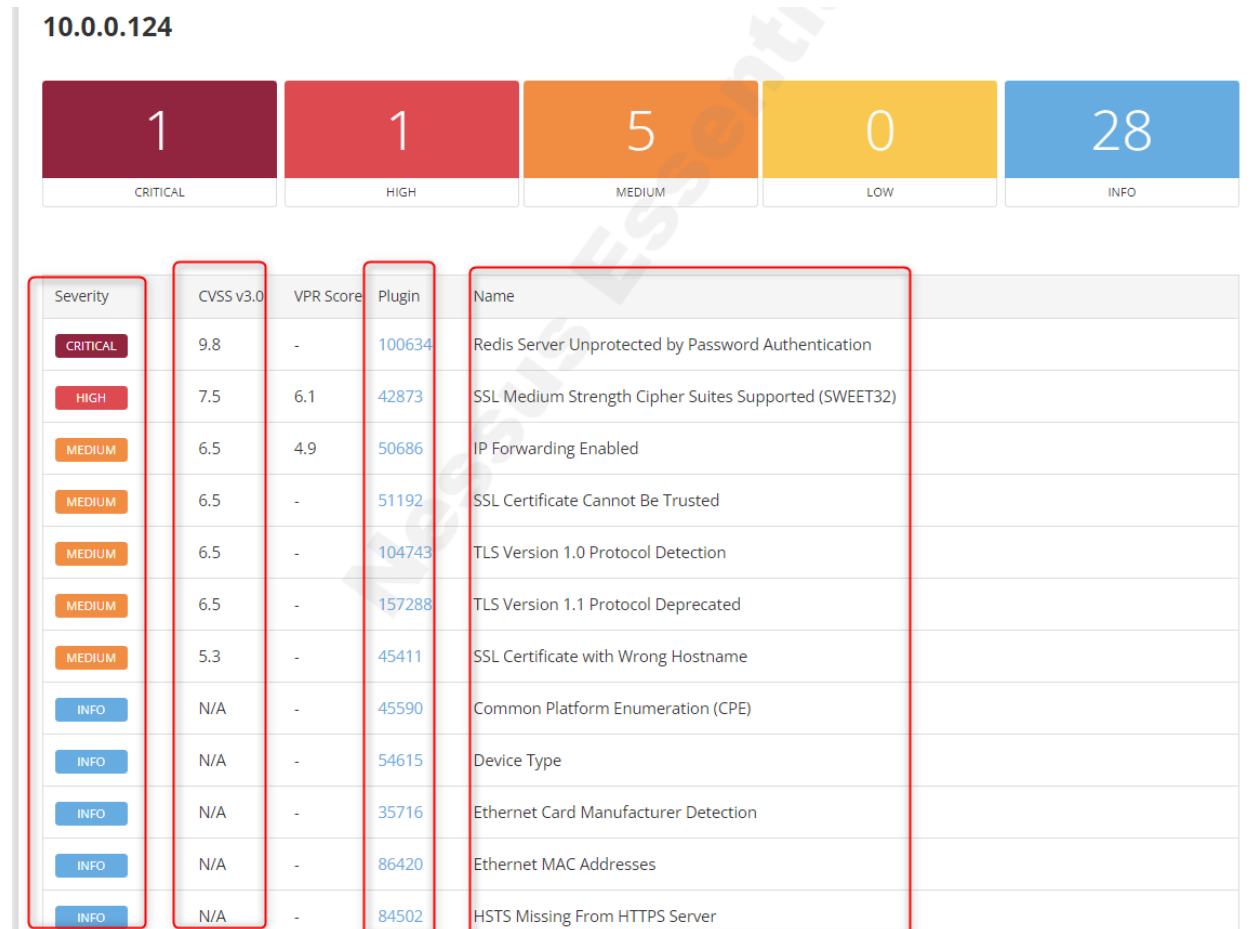 10.0.0.124
1 1 5 0 28
CRITICAL HIGH MEDIUM LOW INFO
Severity CVSS v3.0 VPR Score Plugin Name
CRITICAL 9.8 - 100634 Redis Server Unprotected by Password Authentication
HIGH 7.5 6.1 42873 SSL Medium Strength Cipher Suites Supported (SWEET32)
MEDIUM 6.5 4.9 50686 IP Forwarding Enabled
MEDIUM 6.5 - 51192 SSL Certificate Cannot Be Trusted
MEDIUM 6.5 - 104743 TLS Version 1.0 Protocol Detection
MEDIUM 6.5 - 157288 TLS Version 1.1 Protocol Deprecated
MEDIUM 5.3 - 45411 SSL Certificate with Wrong Hostname
INFO N/A - 45590 Common Platform Enumeration (CPE)
INFO N/A - 54615 Device Type
INFO N/A - 35716 Ethernet Card Manufacturer Detection
INFO N/A - 86420 Ethernet MAC Addresses
INFO N/A - 84502 HSTS Missing From HTTPS Server
Nessus Essenti